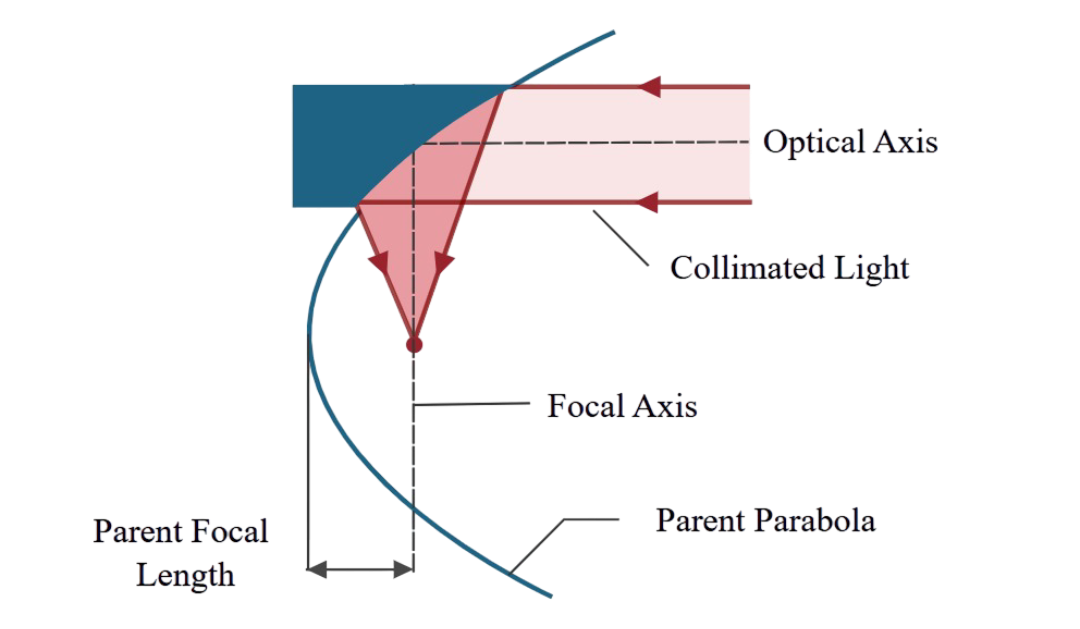 Optical Axis
Collimated Light
Focal Axis
Parent Parabola
Parent Focal
Length